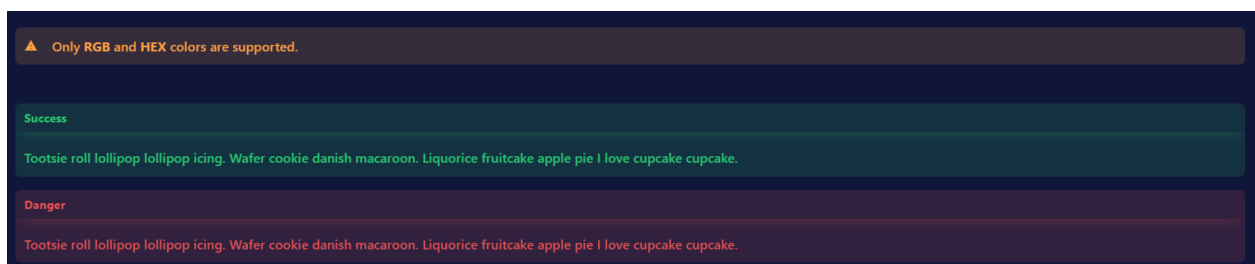 Only RGB and HEX colors are supported.
Success
Tootsie roll lollipop lollipop icing. Wafer cookie danish macaroon. Liquorice fruitcake apple pie I love cupcake cupcake.
Danger
Tootsie roll lollipop lollipop icing. Wafer cookie danish macaroon. Liquorice fruitcake apple pie I love cupcake cupcake.